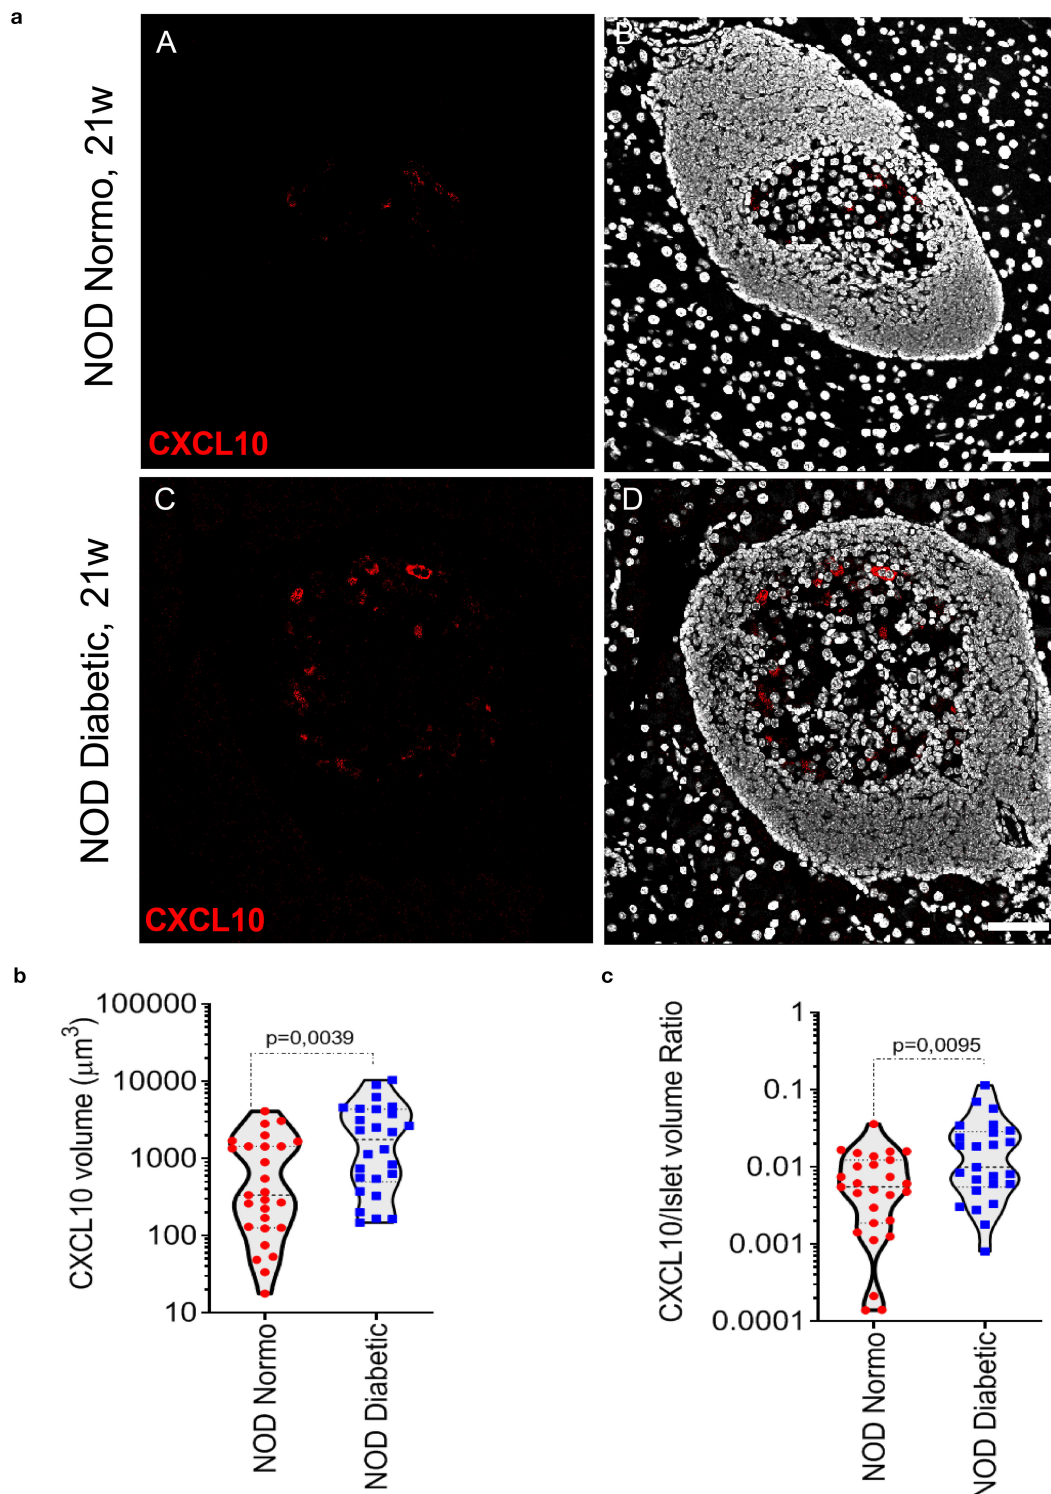 a
NOD Normo, 21w
A
CXCL10
B
NOD Diabetic, 21w
C
CXCL10
D
b
CXCL10 volume (µm³)
100000
10000
1000
100
10
p=0,0039
NOD Normo
NOD Diabetic
c
CXCL10/Islet volume Ratio
1
0.1
0.01
0.001
0.0001
p=0,0095
NOD Normo
NOD Diabetic